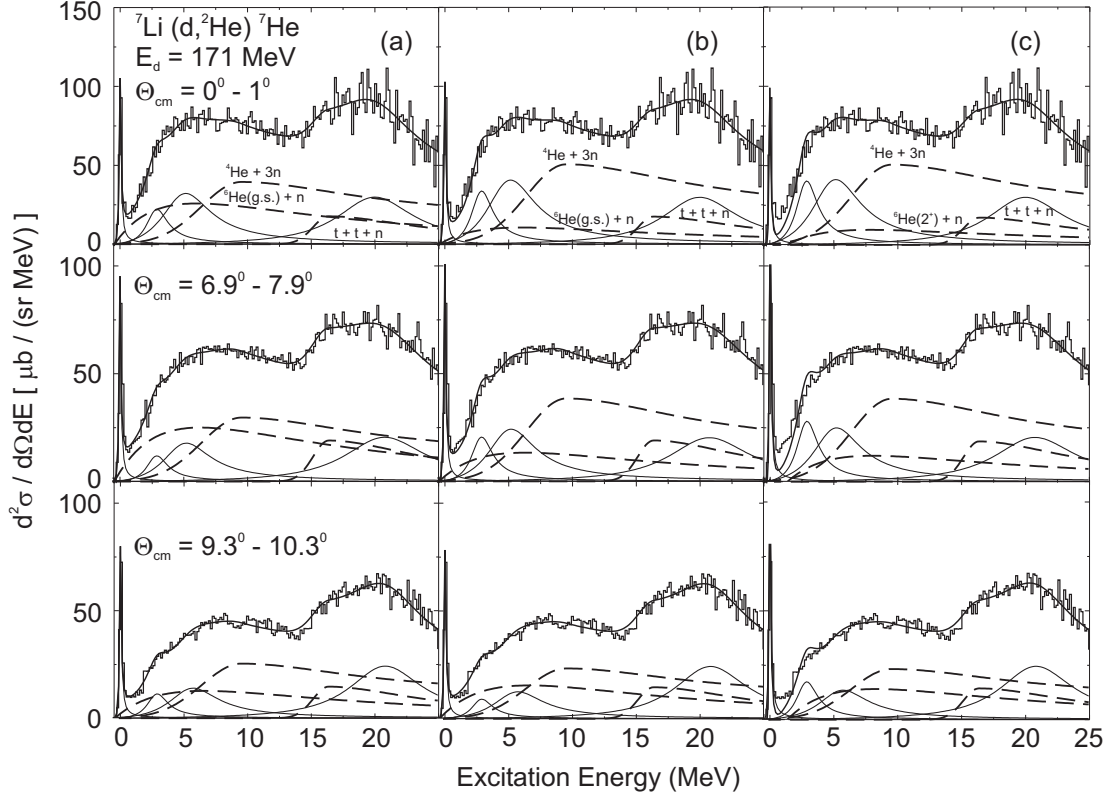 ⁷Li (d,²He) ⁷He
E_d = 171 MeV
Θ_cm = 0⁰ - 1⁰
(a)
(b)
(c)
⁴He + 3n
⁶He(g.s.) + n
t + t + n
⁴He + 3n
⁶He(g.s.) + n
t + t + n
⁴He + 3n
⁶He(2⁺) + n
t + t + n
150
100
50
0
Θ_cm = 6.9⁰ - 7.9⁰
100
50
0
Θ_cm = 9.3⁰ - 10.3⁰
100
50
0
0 5 10 15 20
0 5 10 15 20
0 5 10 15 20 25
d²σ / dΩdE [ μb / (sr MeV) ]
Excitation Energy (MeV)